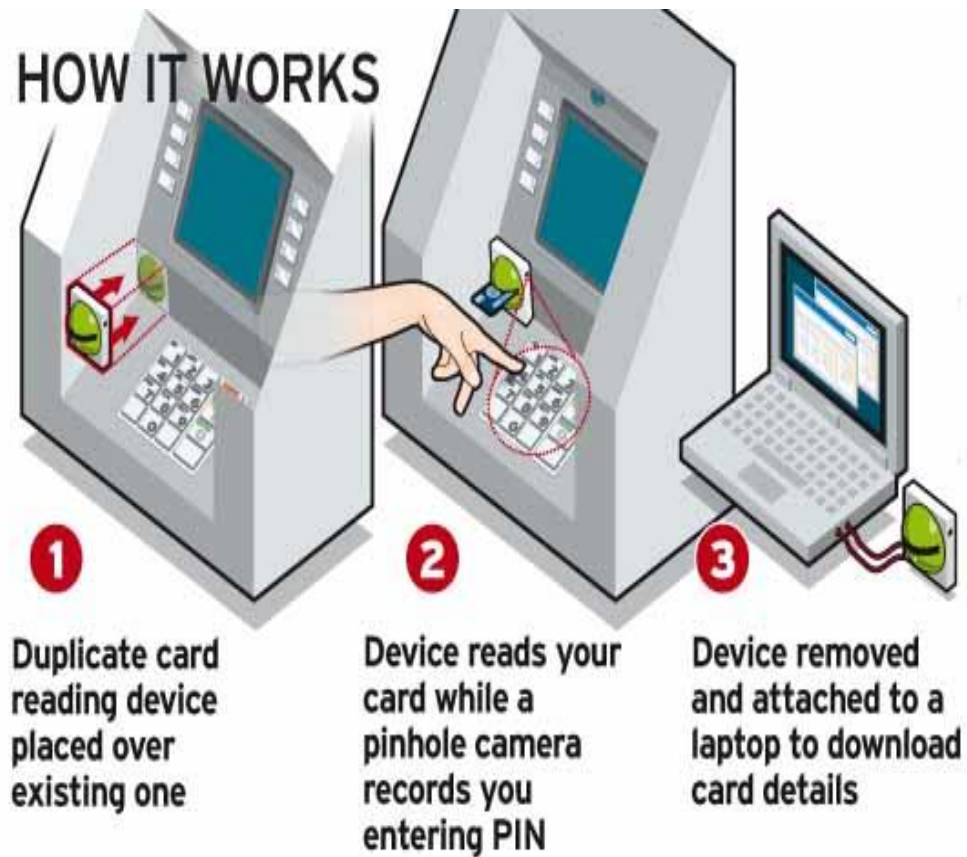 HOW IT WORKS
1
Duplicate card
reading device
placed over
existing one
2
Device reads your
card while a
pinhole camera
records you
entering PIN
3
Device removed
and attached to a
laptop to download
card details